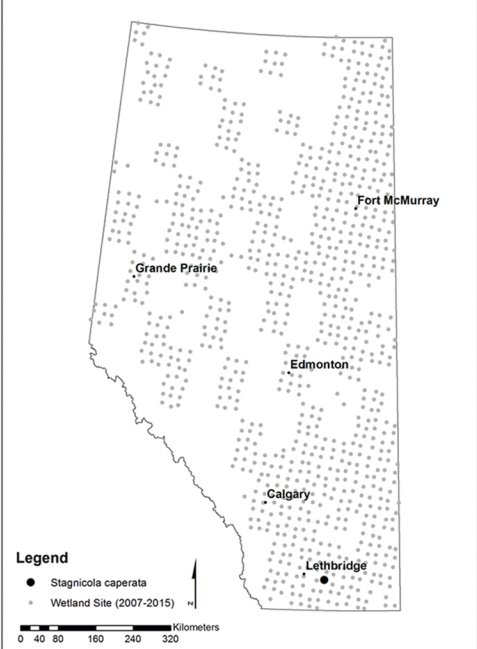 Fort McMurray
Grande Prairie
Edmonton
Calgary
Lethbridge
Legend
Stagnicola caperata
Wetland Site (2007-2015)
N
Kilometers
0 40 80 160 240 320